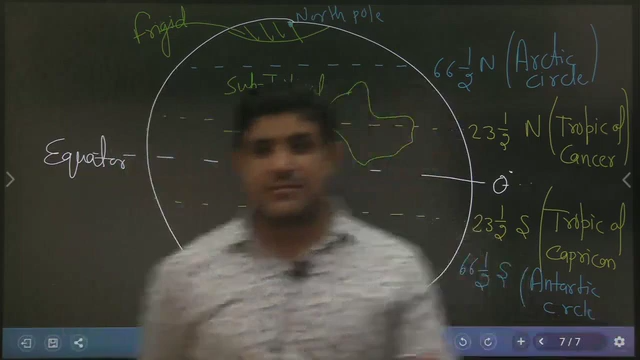 Frigid
North pole
66 1/2 N (Arctic circle)
23 1/2 N (Tropic of Cancer)
Equator
0°
23 1/2 S (Tropic of Capricon
66 1/2 S (Antartic circle
7/7